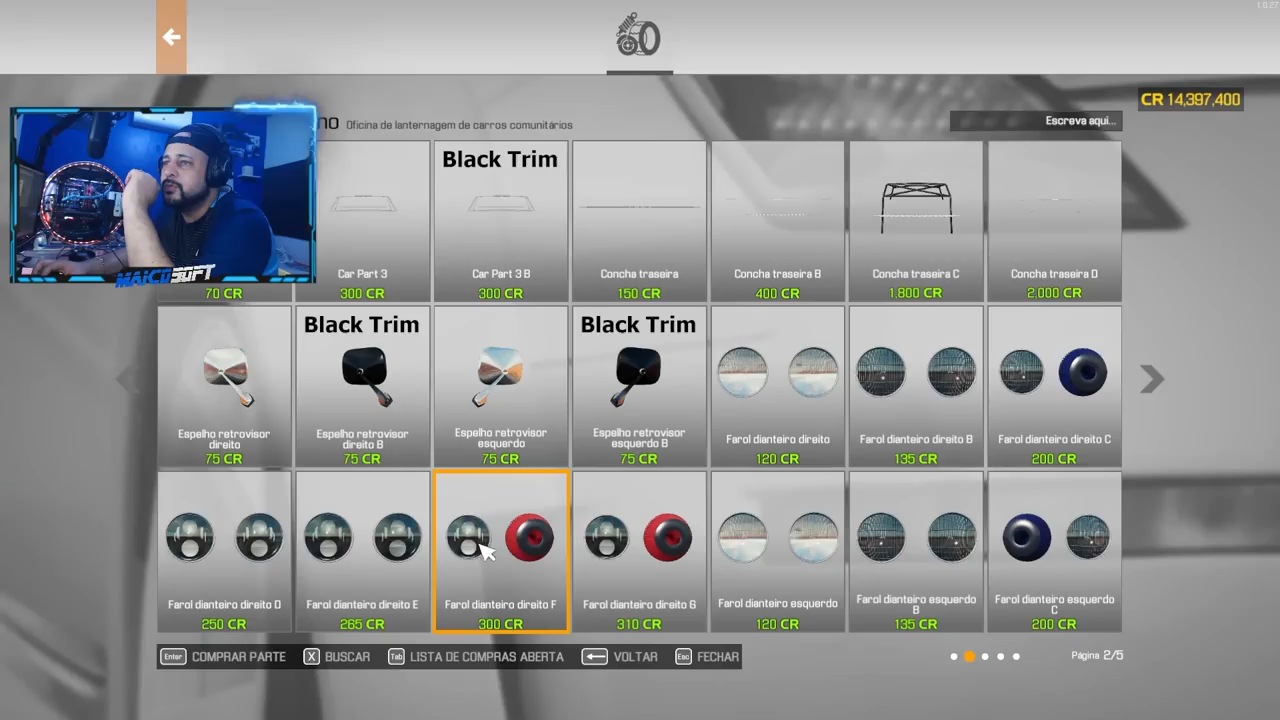 1.0.27
CR 14,397,400
no Oficina de lanternagem de carros comunitários
Escreva aqui...
MAICOSOFT
70 CR
Car Part 3
300 CR
Black Trim
Car Part 3 B
300 CR
Concha traseira
150 CR
Concha traseira B
400 CR
Concha traseira C
1,800 CR
Concha traseira D
2,000 CR
Espelho retrovisor
direito
75 CR
Black Trim
Espelho retrovisor
direito B
75 CR
Espelho retrovisor
esquerdo
75 CR
Black Trim
Espelho retrovisor
esquerdo B
75 CR
Farol dianteiro direito
120 CR
Farol dianteiro direito B
135 CR
Farol dianteiro direito C
200 CR
Farol dianteiro direito D
250 CR
Farol dianteiro direito E
265 CR
Farol dianteiro direito F
300 CR
Farol dianteiro direito G
310 CR
Farol dianteiro esquerdo
120 CR
Farol dianteiro esquerdo
B
135 CR
Farol dianteiro esquerdo
C
200 CR
Enter COMPRAR PARTE X BUSCAR Tab LISTA DE COMPRAS ABERTA VOLTAR Esc FECHAR
Página 2/5